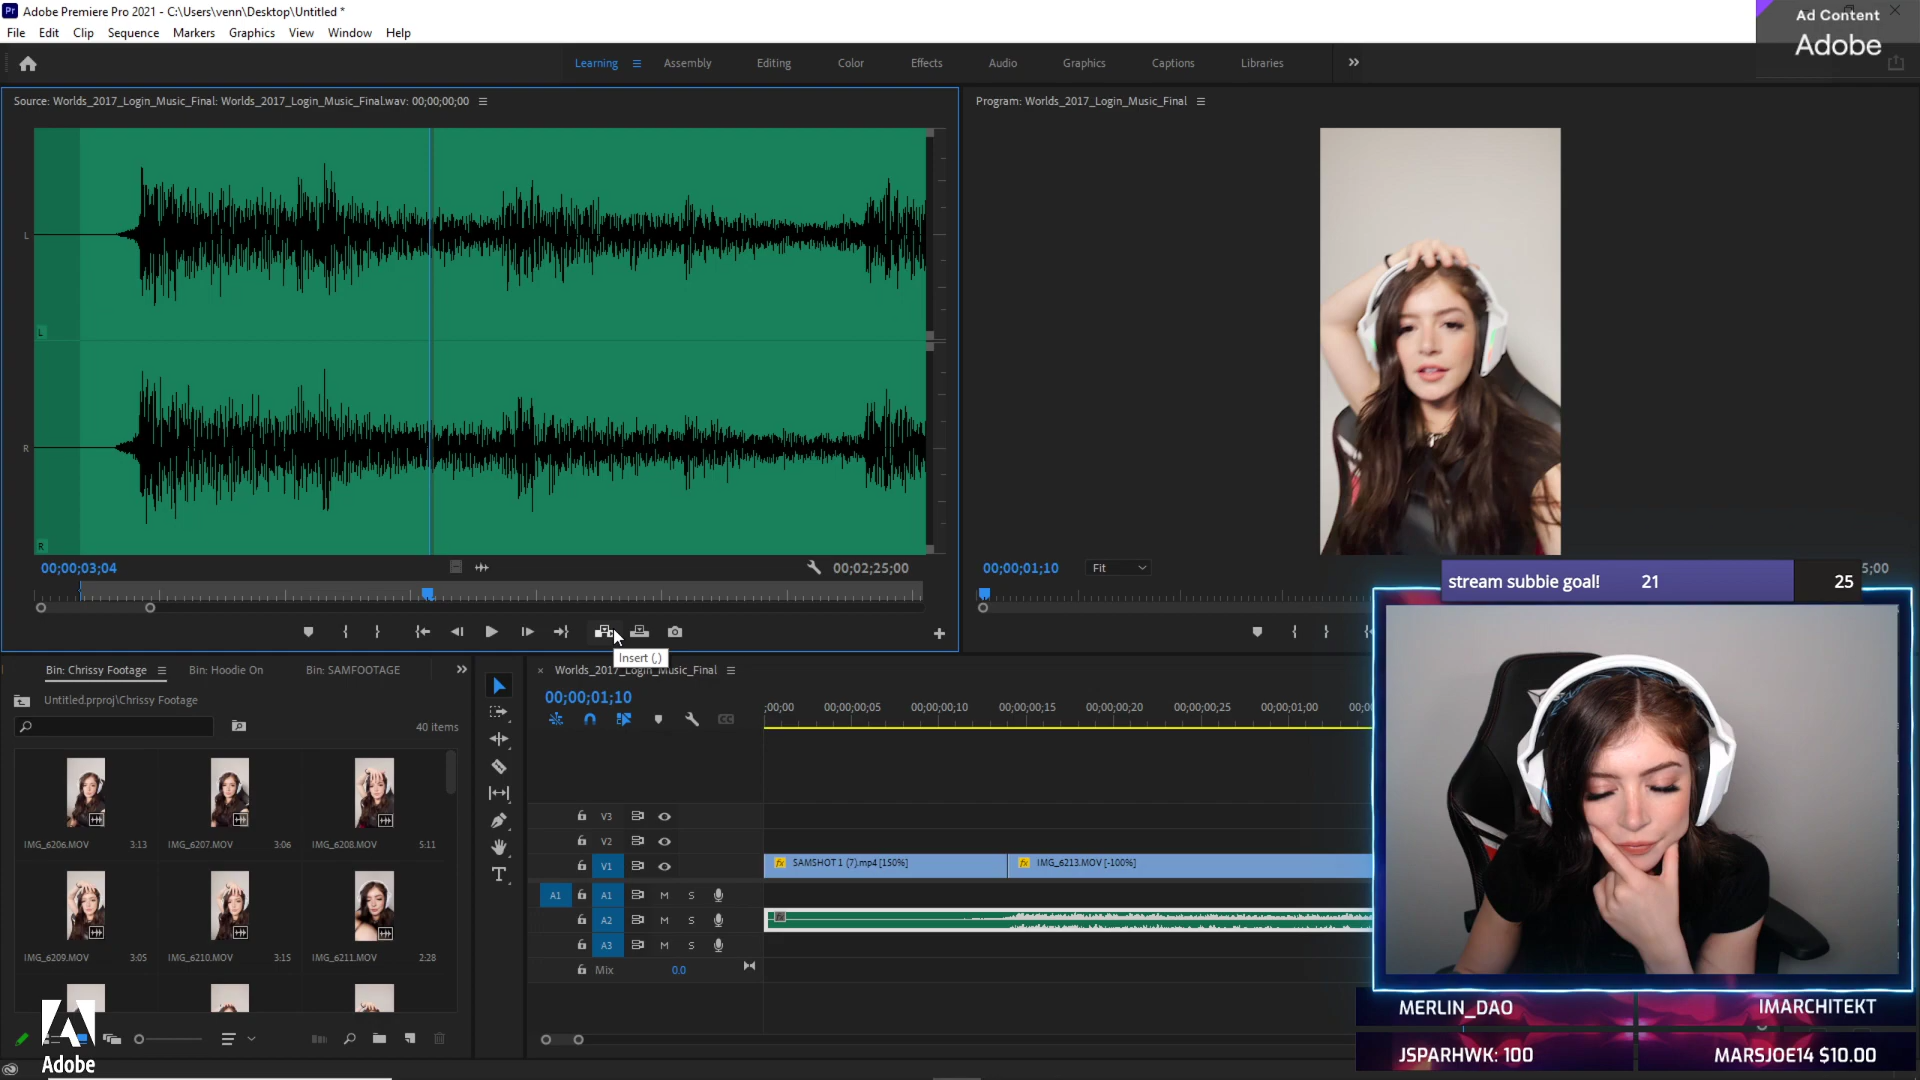 Adobe Premiere Pro 2021 - C:\Users\venn\Desktop\Untitled *
File Edit Clip Sequence Markers Graphics View Window Help
Ad Content
Adobe
Learning Assembly Editing Color Effects Audio Graphics Captions Libraries
Source: Worlds_2017_Login_Music_Final: Worlds_2017_Login_Music_Final.wav: 00;00;00;00
Program: Worlds_2017_Login_Music_Final
L
L
R
R
00;00;03;04
00;02;25;00
00;00;01;10
Fit
5;00
stream subbie goal! 21 25
Insert (,)
Bin: Chrissy Footage
Bin: Hoodie On
Bin: SAMFOOTAGE
Untitled.prproj\Chrissy Footage
40 items
IMG_6206.MOV 3:13
IMG_6207.MOV 3:06
IMG_6208.MOV 5:11
IMG_6209.MOV 3:05
IMG_6210.MOV 3:15
IMG_6211.MOV 2:28
Adobe
× Worlds_2017_Login_Music_Final
00;00;01;10
;00;00 00;00;00;05 00;00;00;10 00;00;00;15 00;00;00;20 00;00;00;25 00;00;01;00 00;00
V3
V2
V1
SAMSHOT 1 (7).mp4 [150%]
IMG_6213.MOV [-100%]
A1 A1 M S
A2 M S
A3 M S
Mix 0.0
MERLIN_DAO
IMARCHITEKT
JSPARHWK: 100
MARSJOE14 $10.00